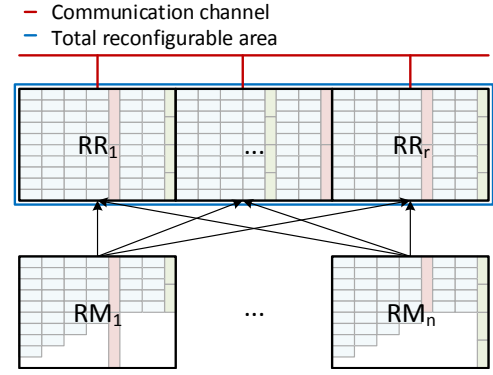 Communication channel
Total reconfigurable area
RR₁ ... RRᵣ
RM₁ ... RMₙ